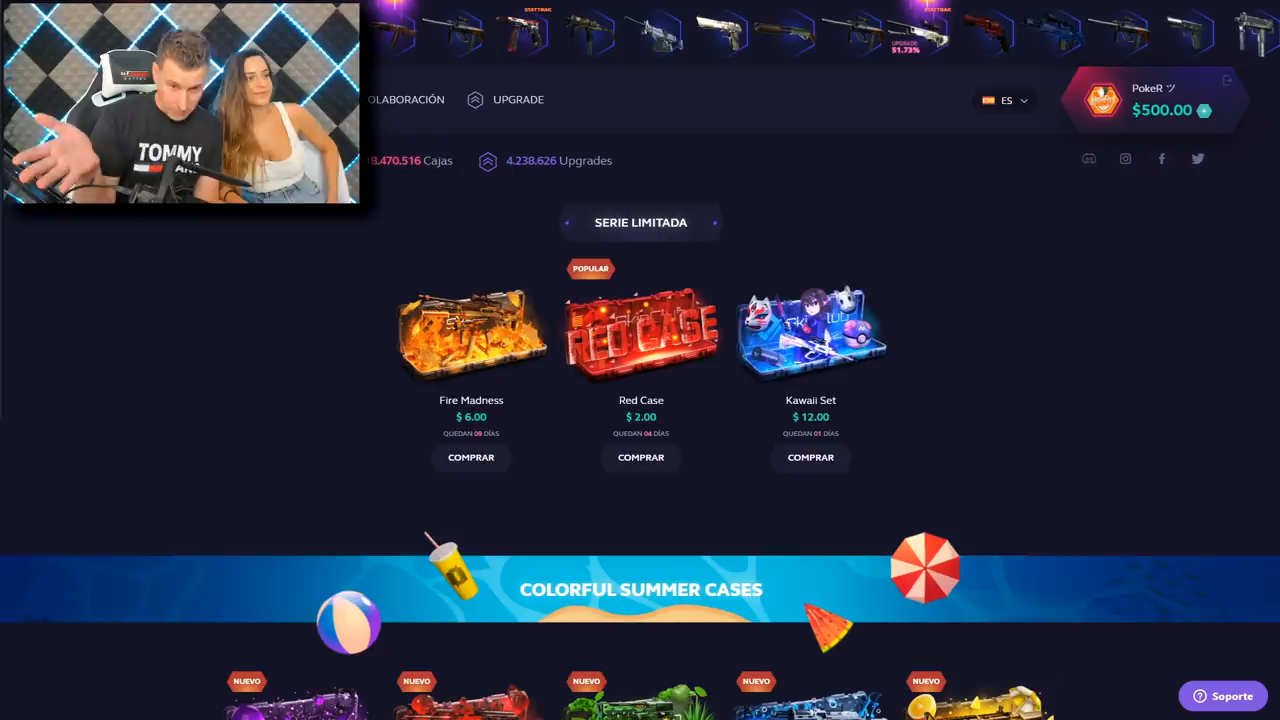 STATTRAK
STATTRAK
UPGRADE
51.73%
OLABORACIÓN
UPGRADE
ES
PokeR ツ
$500.00
TOMMY
18.470.516 Cajas
4.238.626 Upgrades
SERIE LIMITADA
POPULAR
RED CASE
Fire Madness
Red Case
Kawaii Set
$ 6.00
$ 2.00
$ 12.00
QUEDAN 09 DÍAS
QUEDAN 04 DÍAS
QUEDAN 01 DÍAS
COMPRAR
COMPRAR
COMPRAR
COLORFUL SUMMER CASES
NUEVO
NUEVO
NUEVO
NUEVO
NUEVO
Soporte